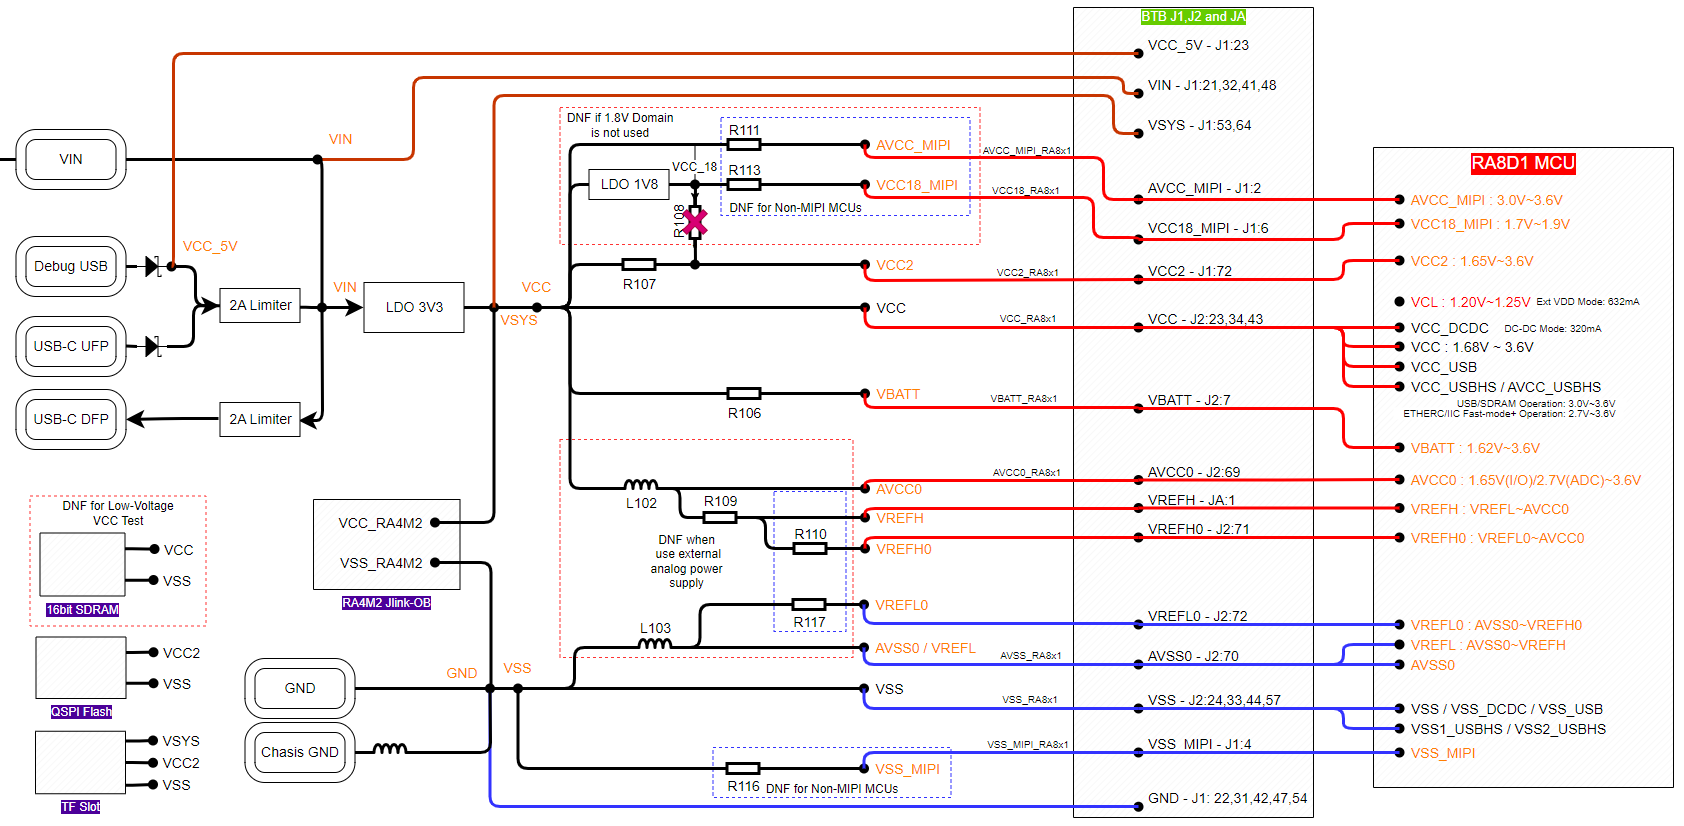 BTB J1,J2 and JA
VCC_5V - J1:23
VIN - J1:21,32,41,48
VSYS - J1:53,64
DNF if 1.8V Domain
is not used
R111
AVCC_MIPI
AVCC_MIPI_RA8x1
VIN
VIN
RA8D1 MCU
VCC_18
R113
LDO 1V8
VCC18_MIPI
VCC18_RA8x1
AVCC_MIPI - J1:2
AVCC_MIPI : 3.0V~3.6V
R108
DNF for Non-MIPI MCUs
VCC18_MIPI - J1:6
VCC18_MIPI : 1.7V~1.9V
VCC_5V
Debug USB
R107
VCC2
VCC2_RA8x1
VCC2 - J1:72
VCC2 : 1.65V~3.6V
VIN
VCC
2A Limiter
LDO 3V3
VSYS
VCC
VCC_RA8x1
VCC - J2:23,34,43
VCL : 1.20V~1.25V
Ext VDD Mode: 632mA
VCC_DCDC
DC-DC Mode: 320mA
USB-C UFP
VCC : 1.68V ~ 3.6V
VCC_USB
VCC_USBHS / AVCC_USBHS
USB/SDRAM Operation: 3.0V~3.6V
ETHERC/IIC Fast-mode+ Operation: 2.7V~3.6V
USB-C DFP
2A Limiter
R106
VBATT
VBATT_RA8x1
VBATT - J2:7
VBATT : 1.62V~3.6V
L102
AVCC0
AVCC0_RA8x1
AVCC0 - J2:69
AVCC0 : 1.65V(I/O)/2.7V(ADC)~3.6V
DNF for Low-Voltage
VCC Test
VCC
VSS
16bit SDRAM
VCC_RA4M2
VSS_RA4M2
RA4M2 Jlink-OB
R109
VREFH
VREFH - JA:1
VREFH : VREFL~AVCC0
R110
VREFH0
VREFH0 - J2:71
VREFH0 : VREFL0~AVCC0
DNF when
use external
analog power
supply
R117
VREFL0
VREFL0 - J2:72
VREFL0 : AVSS0~VREFH0
L103
AVSS0 / VREFL
AVSS_RA8x1
AVSS0 - J2:70
VREFL : AVSS0~VREFH
AVSS0
VCC2
VSS
QSPI Flash
GND
GND
VSS
VSS
VSS_RA8x1
VSS - J2:24,33,44,57
VSS / VSS_DCDC / VSS_USB
VSS1_USBHS / VSS2_USBHS
VSYS
VCC2
VSS
TF Slot
Chasis GND
R116
DNF for Non-MIPI MCUs
VSS_MIPI
VSS_MIPI_RA8x1
VSS_MIPI - J1:4
VSS_MIPI
GND - J1: 22,31,42,47,54